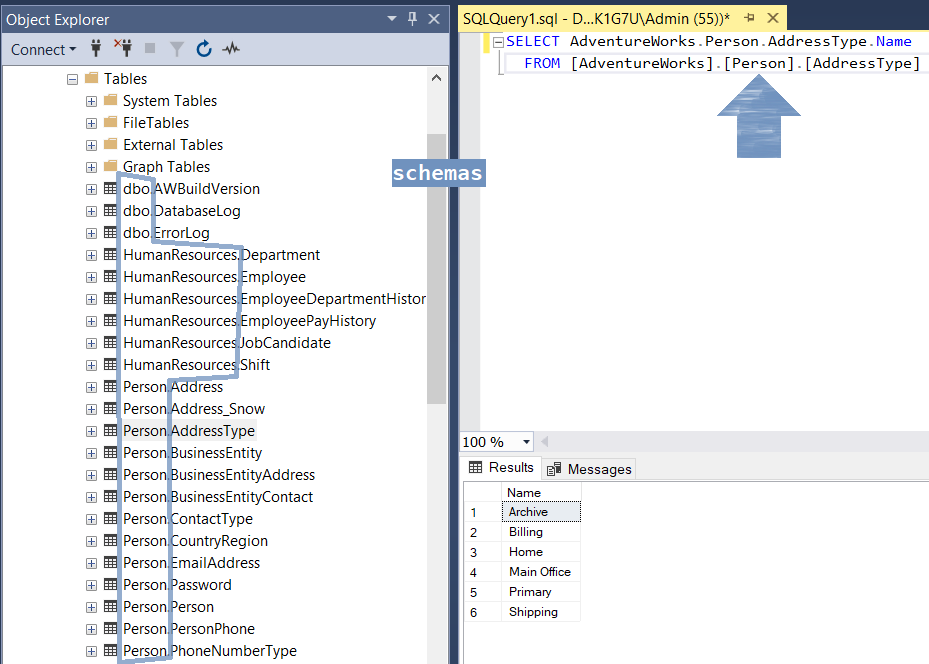 Object Explorer
Connect
Tables
System Tables
FileTables
External Tables
Graph Tables
dbo.AWBuildVersion
dbo.DatabaseLog
dbo.ErrorLog
HumanResources.Department
HumanResources.Employee
HumanResources.EmployeeDepartmentHistor
HumanResources.EmployeePayHistory
HumanResources.JobCandidate
HumanResources.Shift
Person.Address
Person.Address_Snow
Person.AddressType
Person.BusinessEntity
Person.BusinessEntityAddress
Person.BusinessEntityContact
Person.ContactType
Person.CountryRegion
Person.EmailAddress
Person.Password
Person.Person
Person.PersonPhone
Person.PhoneNumberType
schemas
SQLQuery1.sql - D...K1G7U\Admin (55))*
SELECT AdventureWorks.Person.AddressType.Name
FROM [AdventureWorks].[Person].[AddressType]
100 %
Results Messages
Name
1 Archive
2 Billing
3 Home
4 Main Office
5 Primary
6 Shipping